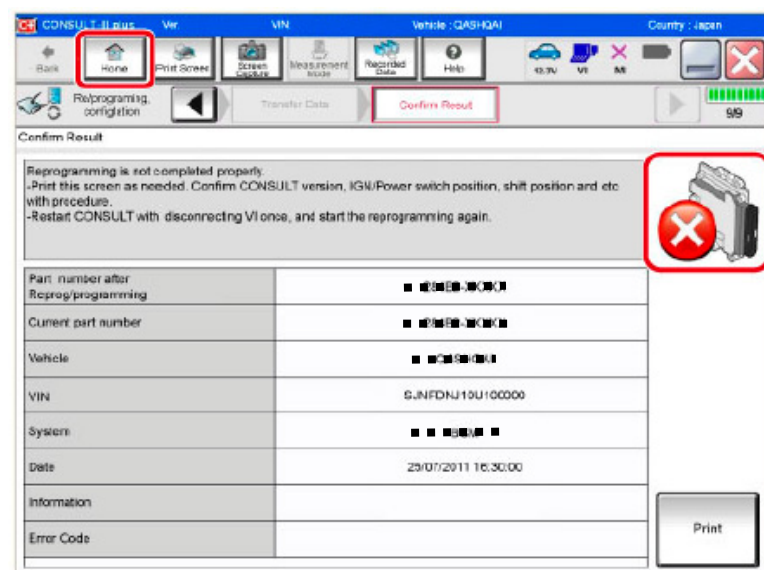 CONSULT-III plus Ver. VIN Vehicle : QASHQAI Country : Japan
Back
Home
Print Screen
Screen Capture
Measurement Mode
Recorded Data
Help
12.3V
VI
MI
Re/programing, configlation
Transfer Data
Confirm Result
9/9
Confirm Result
Reprogramming is not completed properly.
-Print this screen as needed. Confirm CONSULT version, IGN/Power switch position, shift position and etc
with procedure.
-Restart CONSULT with disconnecting VI once, and start the reprogramming again.
Part number after
Reprog/programming
Current part number
Vehicle
VIN SJNFDNJ10U100000
System
Date 25/07/2011 16:30:00
Information
Error Code
Print